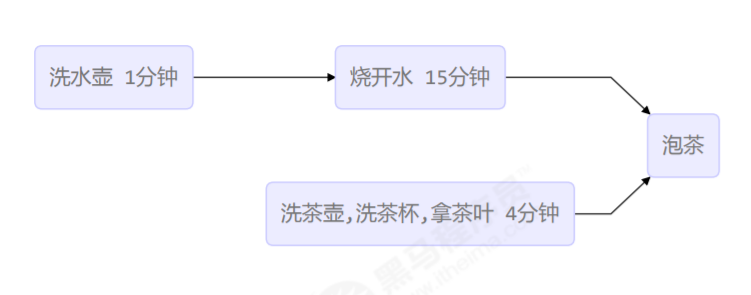 洗水壶 1分钟
烧开水 15分钟
泡茶
洗茶壶,洗茶杯,拿茶叶 4分钟
黑马程序员
www.itheima.com